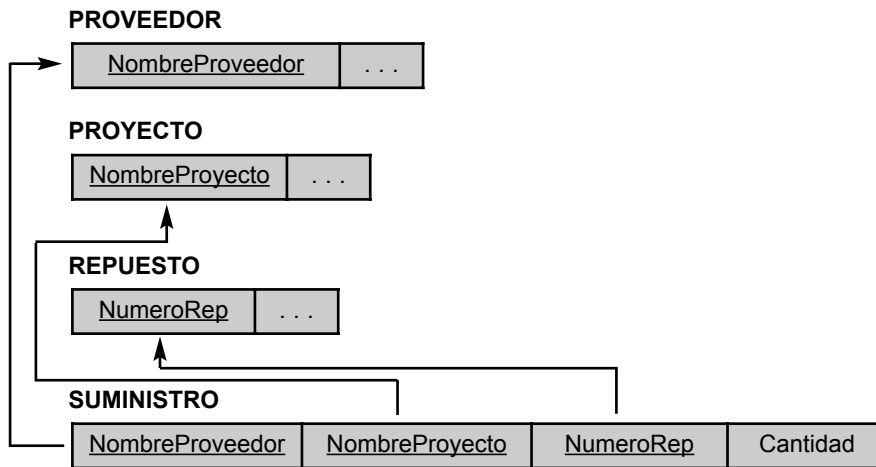 PROVEEDOR
NombreProveedor . . .
PROYECTO
NombreProyecto . . .
REPUESTO
NumeroRep . . .
SUMINISTRO
NombreProveedor NombreProyecto NumeroRep Cantidad